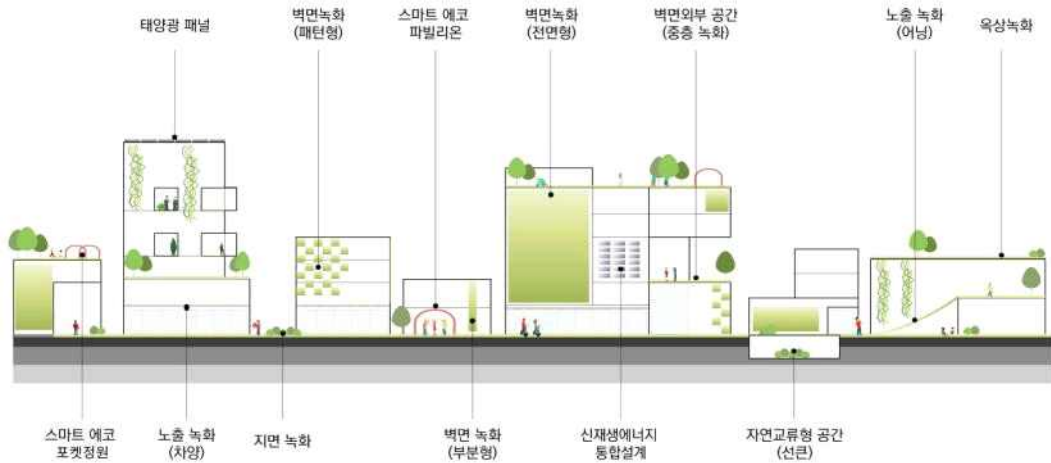 태양광 패널
벽면녹화
(패턴형)
스마트 에코
파빌리온
벽면녹화
(전면형)
벽면외부 공간
(중층 녹화)
노출 녹화
(어닝)
옥상녹화
스마트 에코
포켓정원
노출 녹화
(차양)
지면 녹화
벽면 녹화
(부분형)
신재생에너지
통합설계
자연교류형 공간
(선큰)